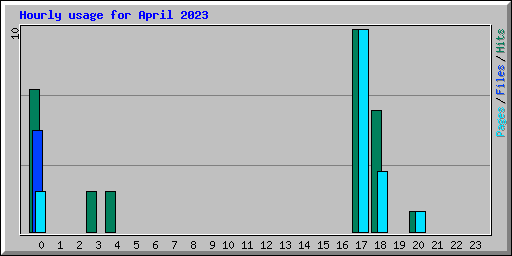 Hourly usage for April 2023
10
Pages/Files/Hits
0 1 2 3 4 5 6 7 8 9 10 11 12 13 14 15 16 17 18 19 20 21 22 23